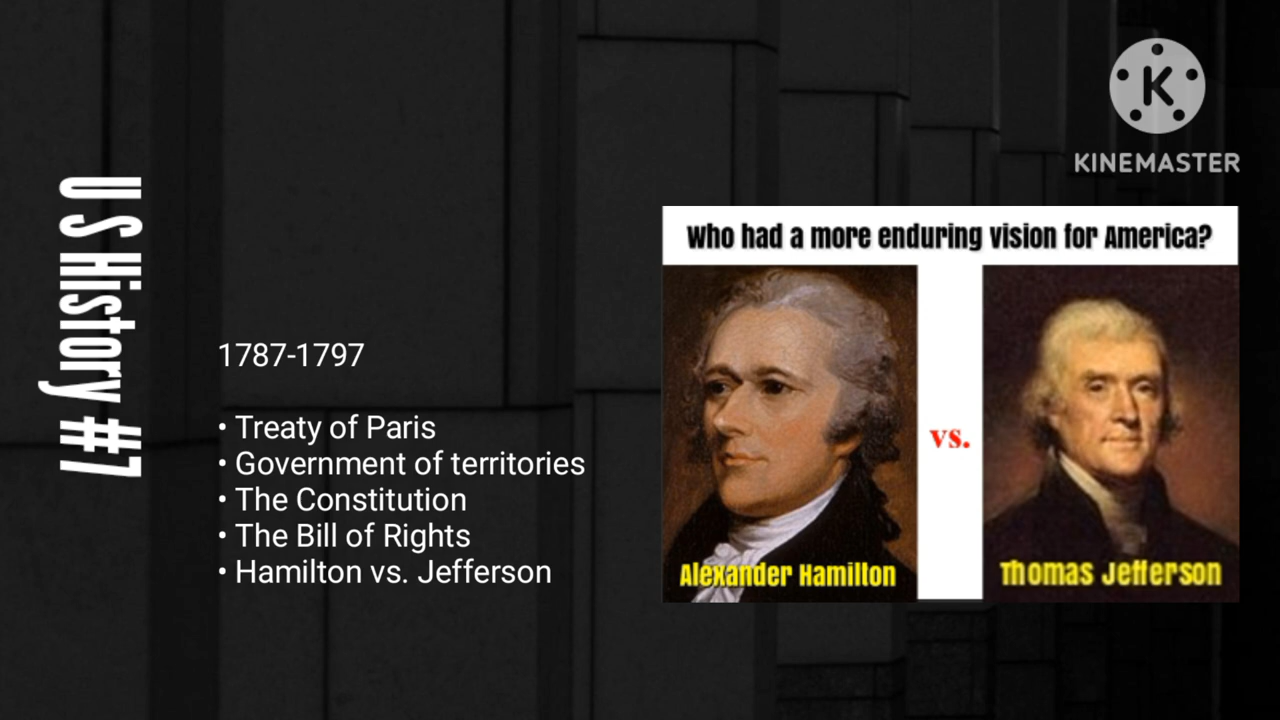 U S History #7
1787-1797
• Treaty of Paris
• Government of territories
• The Constitution
• The Bill of Rights
• Hamilton vs. Jefferson
K
KINEMASTER
Who had a more enduring vision for America?
vs.
Alexander Hamilton
Thomas Jefferson